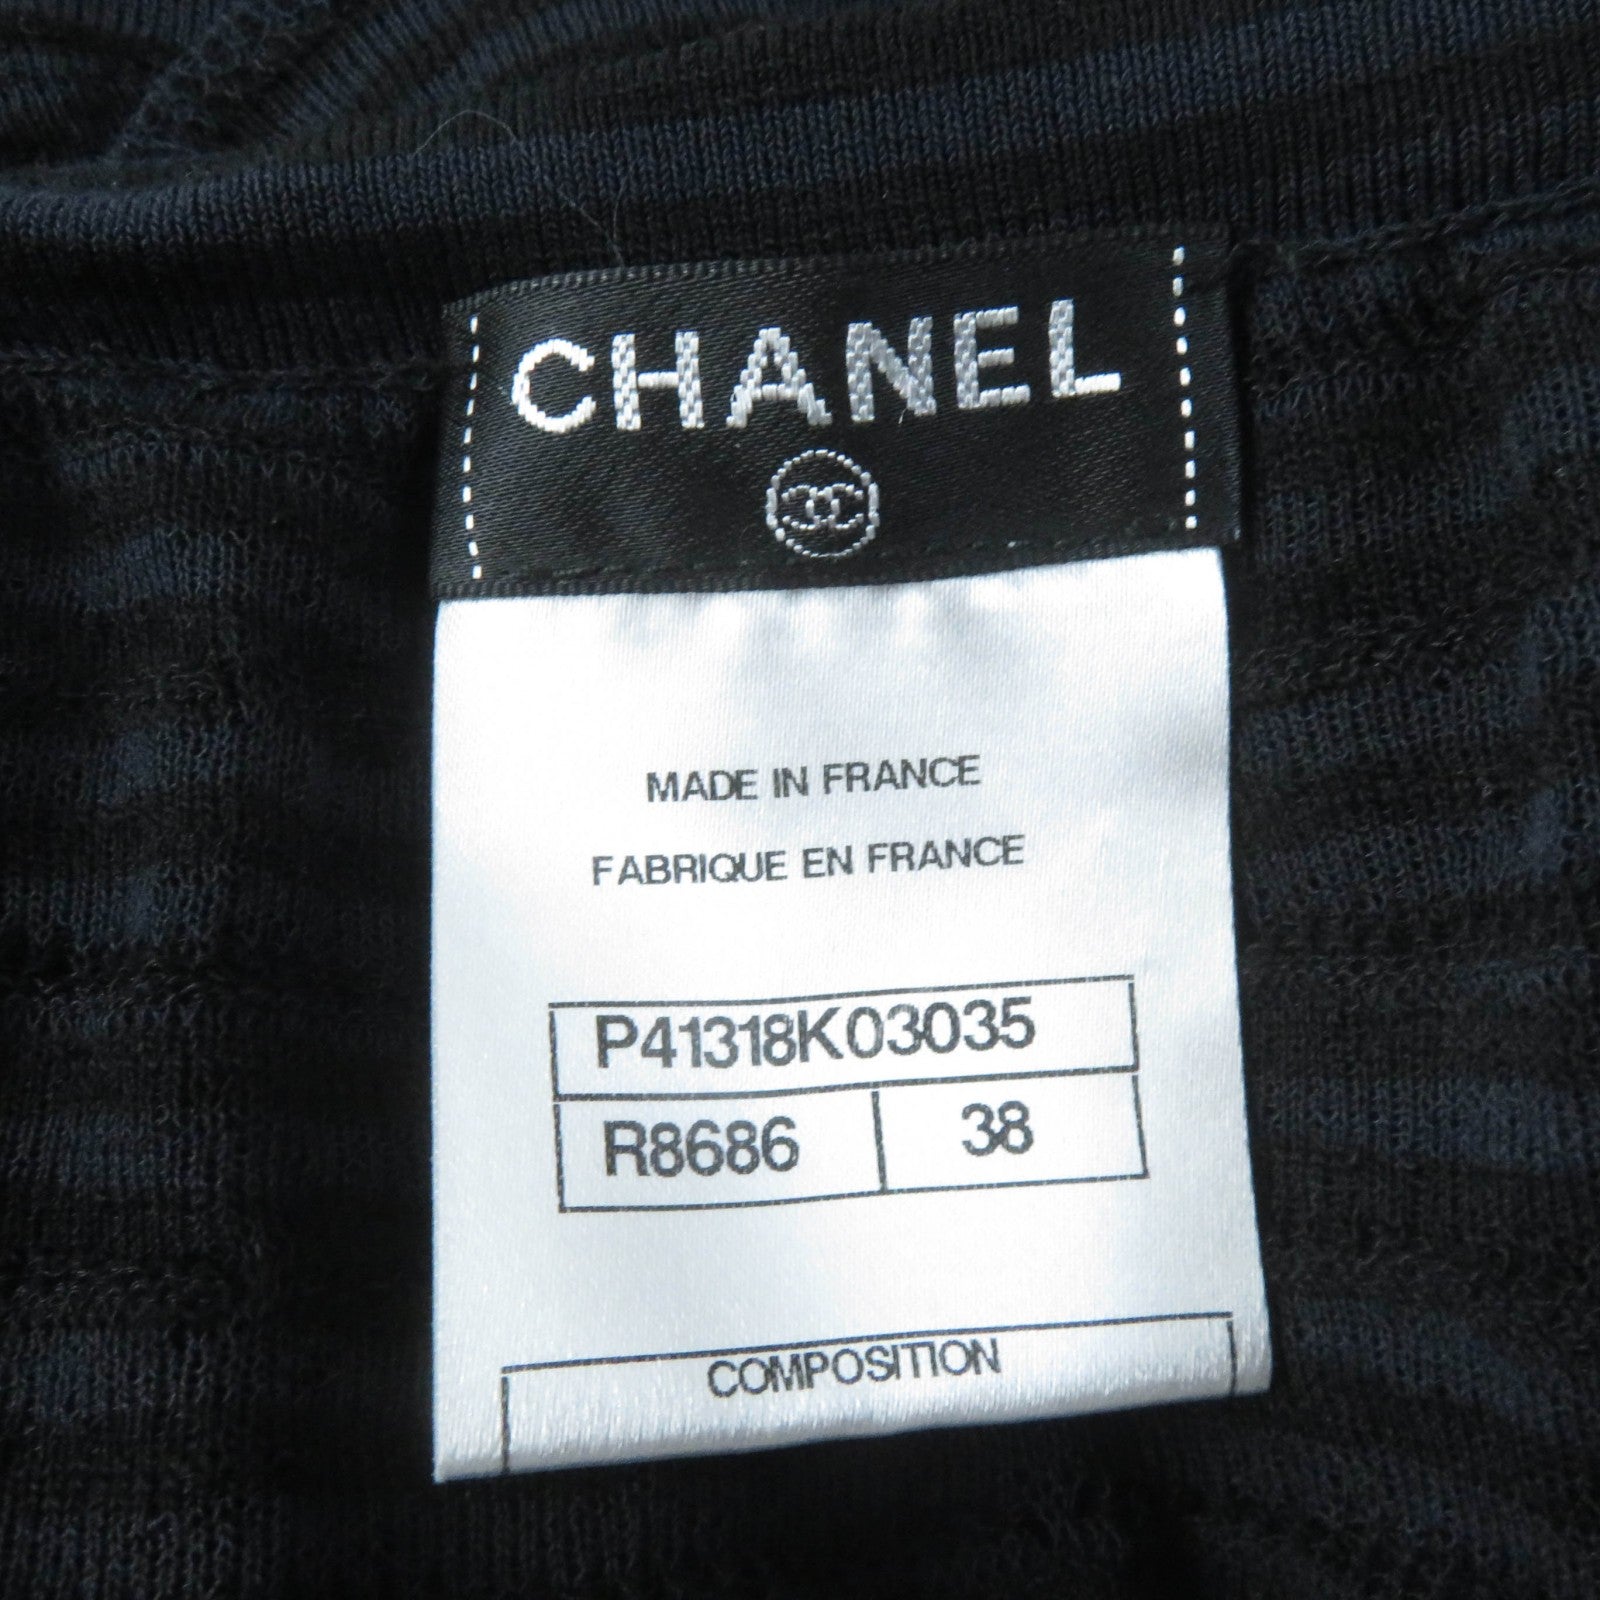 CHANEL
MADE IN FRANCE
FABRIQUE EN FRANCE
P41318K03035
R8686 38
COMPOSITION